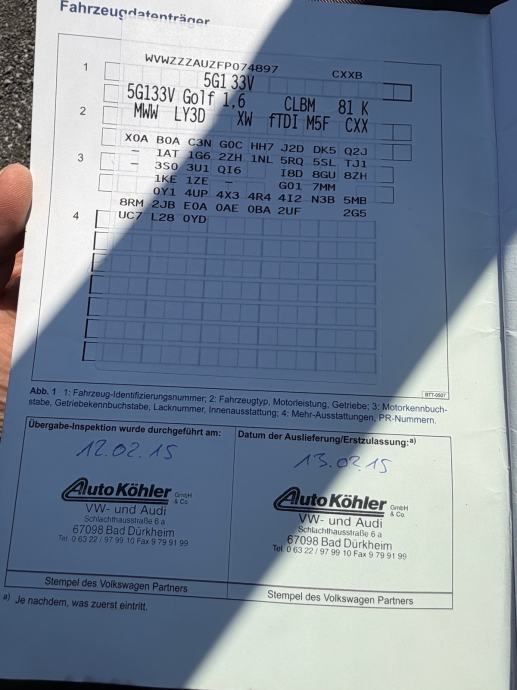 Fahrzeugdatenträger
1 WVWZZZAUZFP074897 CXXB
5G1 33V
5G133V Golf 1,6 CLBM 81 K
2 MWW LY3D XW fTDI M5F CXX
X0A B0A C3N G0C HH7 J2D DK5 Q2J
3 — 1AT 1G6 2ZH 1NL 5RQ 5SL TJ1
— 3S0 3U1 QI6 I8D 8GU 8ZH
1KE 1ZE — G01 7MM
0Y1 4UP 4X3 4R4 4I2 N3B 5MB
8RM 2JB E0A 0AE 0BA 2UF 2G5
4 UC7 L28 0YD
BTT-0507
Abb. 1 1: Fahrzeug-Identifizierungsnummer; 2: Fahrzeugtyp, Motorleistung, Getriebe; 3: Motorkennbuch-
stabe, Getriebekennbuchstabe, Lacknummer, Innenausstattung; 4: Mehr-Ausstattungen, PR-Nummern.
Übergabe-Inspektion wurde durchgeführt am:
12.02.15
Auto Köhler GmbH & Co.
VW- und Audi
Schlachthausstraße 6 a
67098 Bad Dürkheim
Tel. 0 63 22 / 97 99 10 Fax 9 79 91 99
Stempel des Volkswagen Partners
Datum der Auslieferung/Erstzulassung:a)
13.02.15
Auto Köhler GmbH & Co.
VW- und Audi
Schlachthausstraße 6 a
67098 Bad Dürkheim
Tel. 0 63 22 / 97 99 10 Fax 9 79 91 99
Stempel des Volkswagen Partners
a) Je nachdem, was zuerst eintritt.